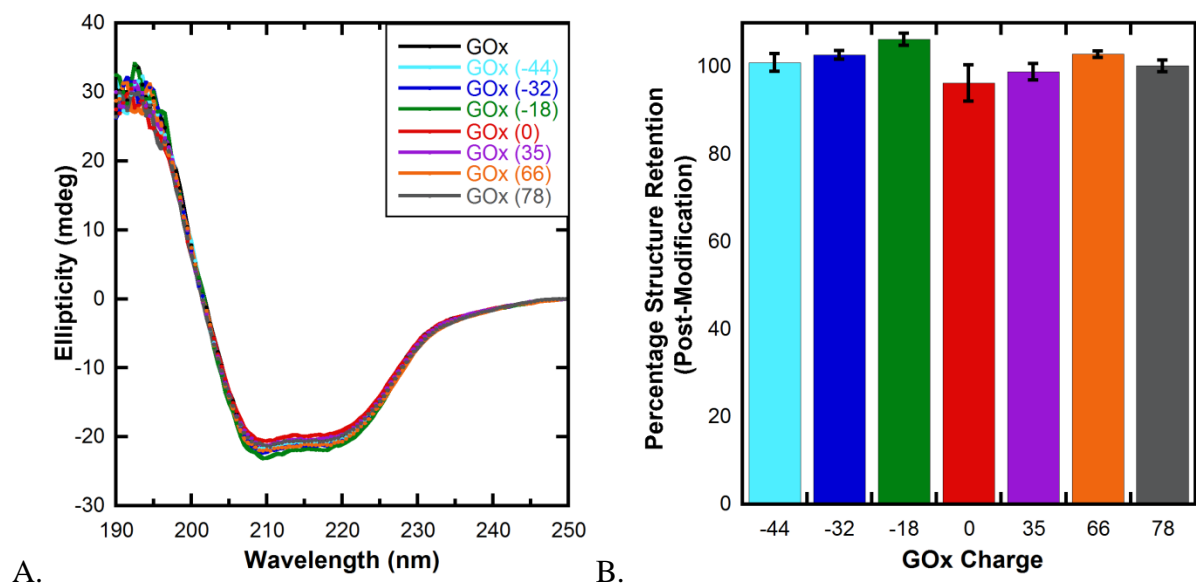 40
30
20
10
0
-10
-20
-30
Ellipticity (mdeg)
GOx
GOx (-44)
GOx (-32)
GOx (-18)
GOx (0)
GOx (35)
GOx (66)
GOx (78)
190 200 210 220 230 240 250
Wavelength (nm)
A.
Percentage Structure Retention
(Post-Modification)
100
80
60
40
20
0
-44 -32 -18 0 35 66 78
GOx Charge
B.